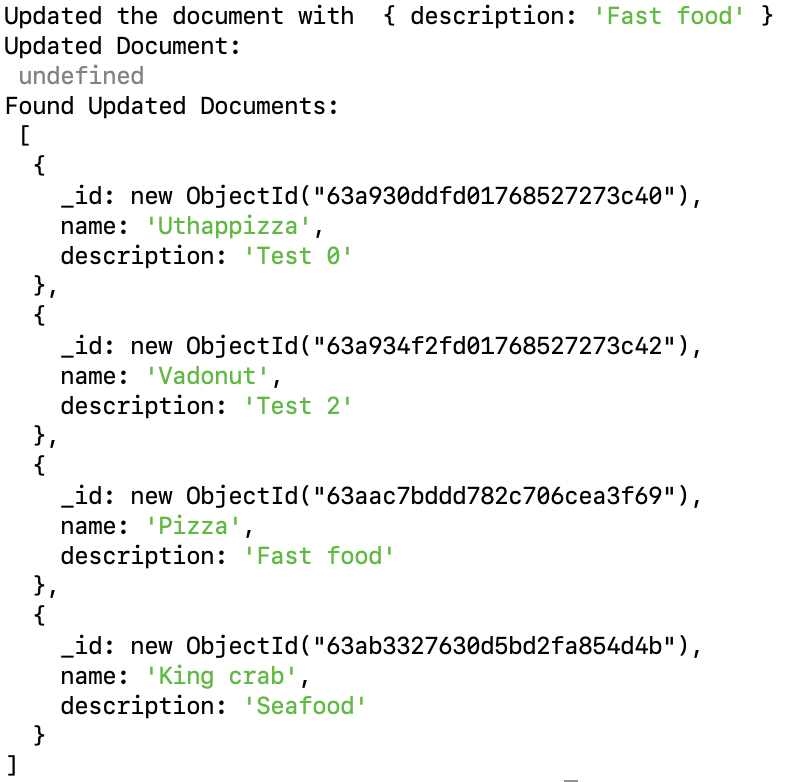 Updated the document with  { description: 'Fast food' }
Updated Document:
 undefined
Found Updated Documents:
 [
  {
    _id: new ObjectId("63a930ddfd01768527273c40"),
    name: 'Uthappizza',
    description: 'Test 0'
  },
  {
    _id: new ObjectId("63a934f2fd01768527273c42"),
    name: 'Vadonut',
    description: 'Test 2'
  },
  {
    _id: new ObjectId("63aac7bddd782c706cea3f69"),
    name: 'Pizza',
    description: 'Fast food'
  },
  {
    _id: new ObjectId("63ab3327630d5bd2fa854d4b"),
    name: 'King crab',
    description: 'Seafood'
  }
]